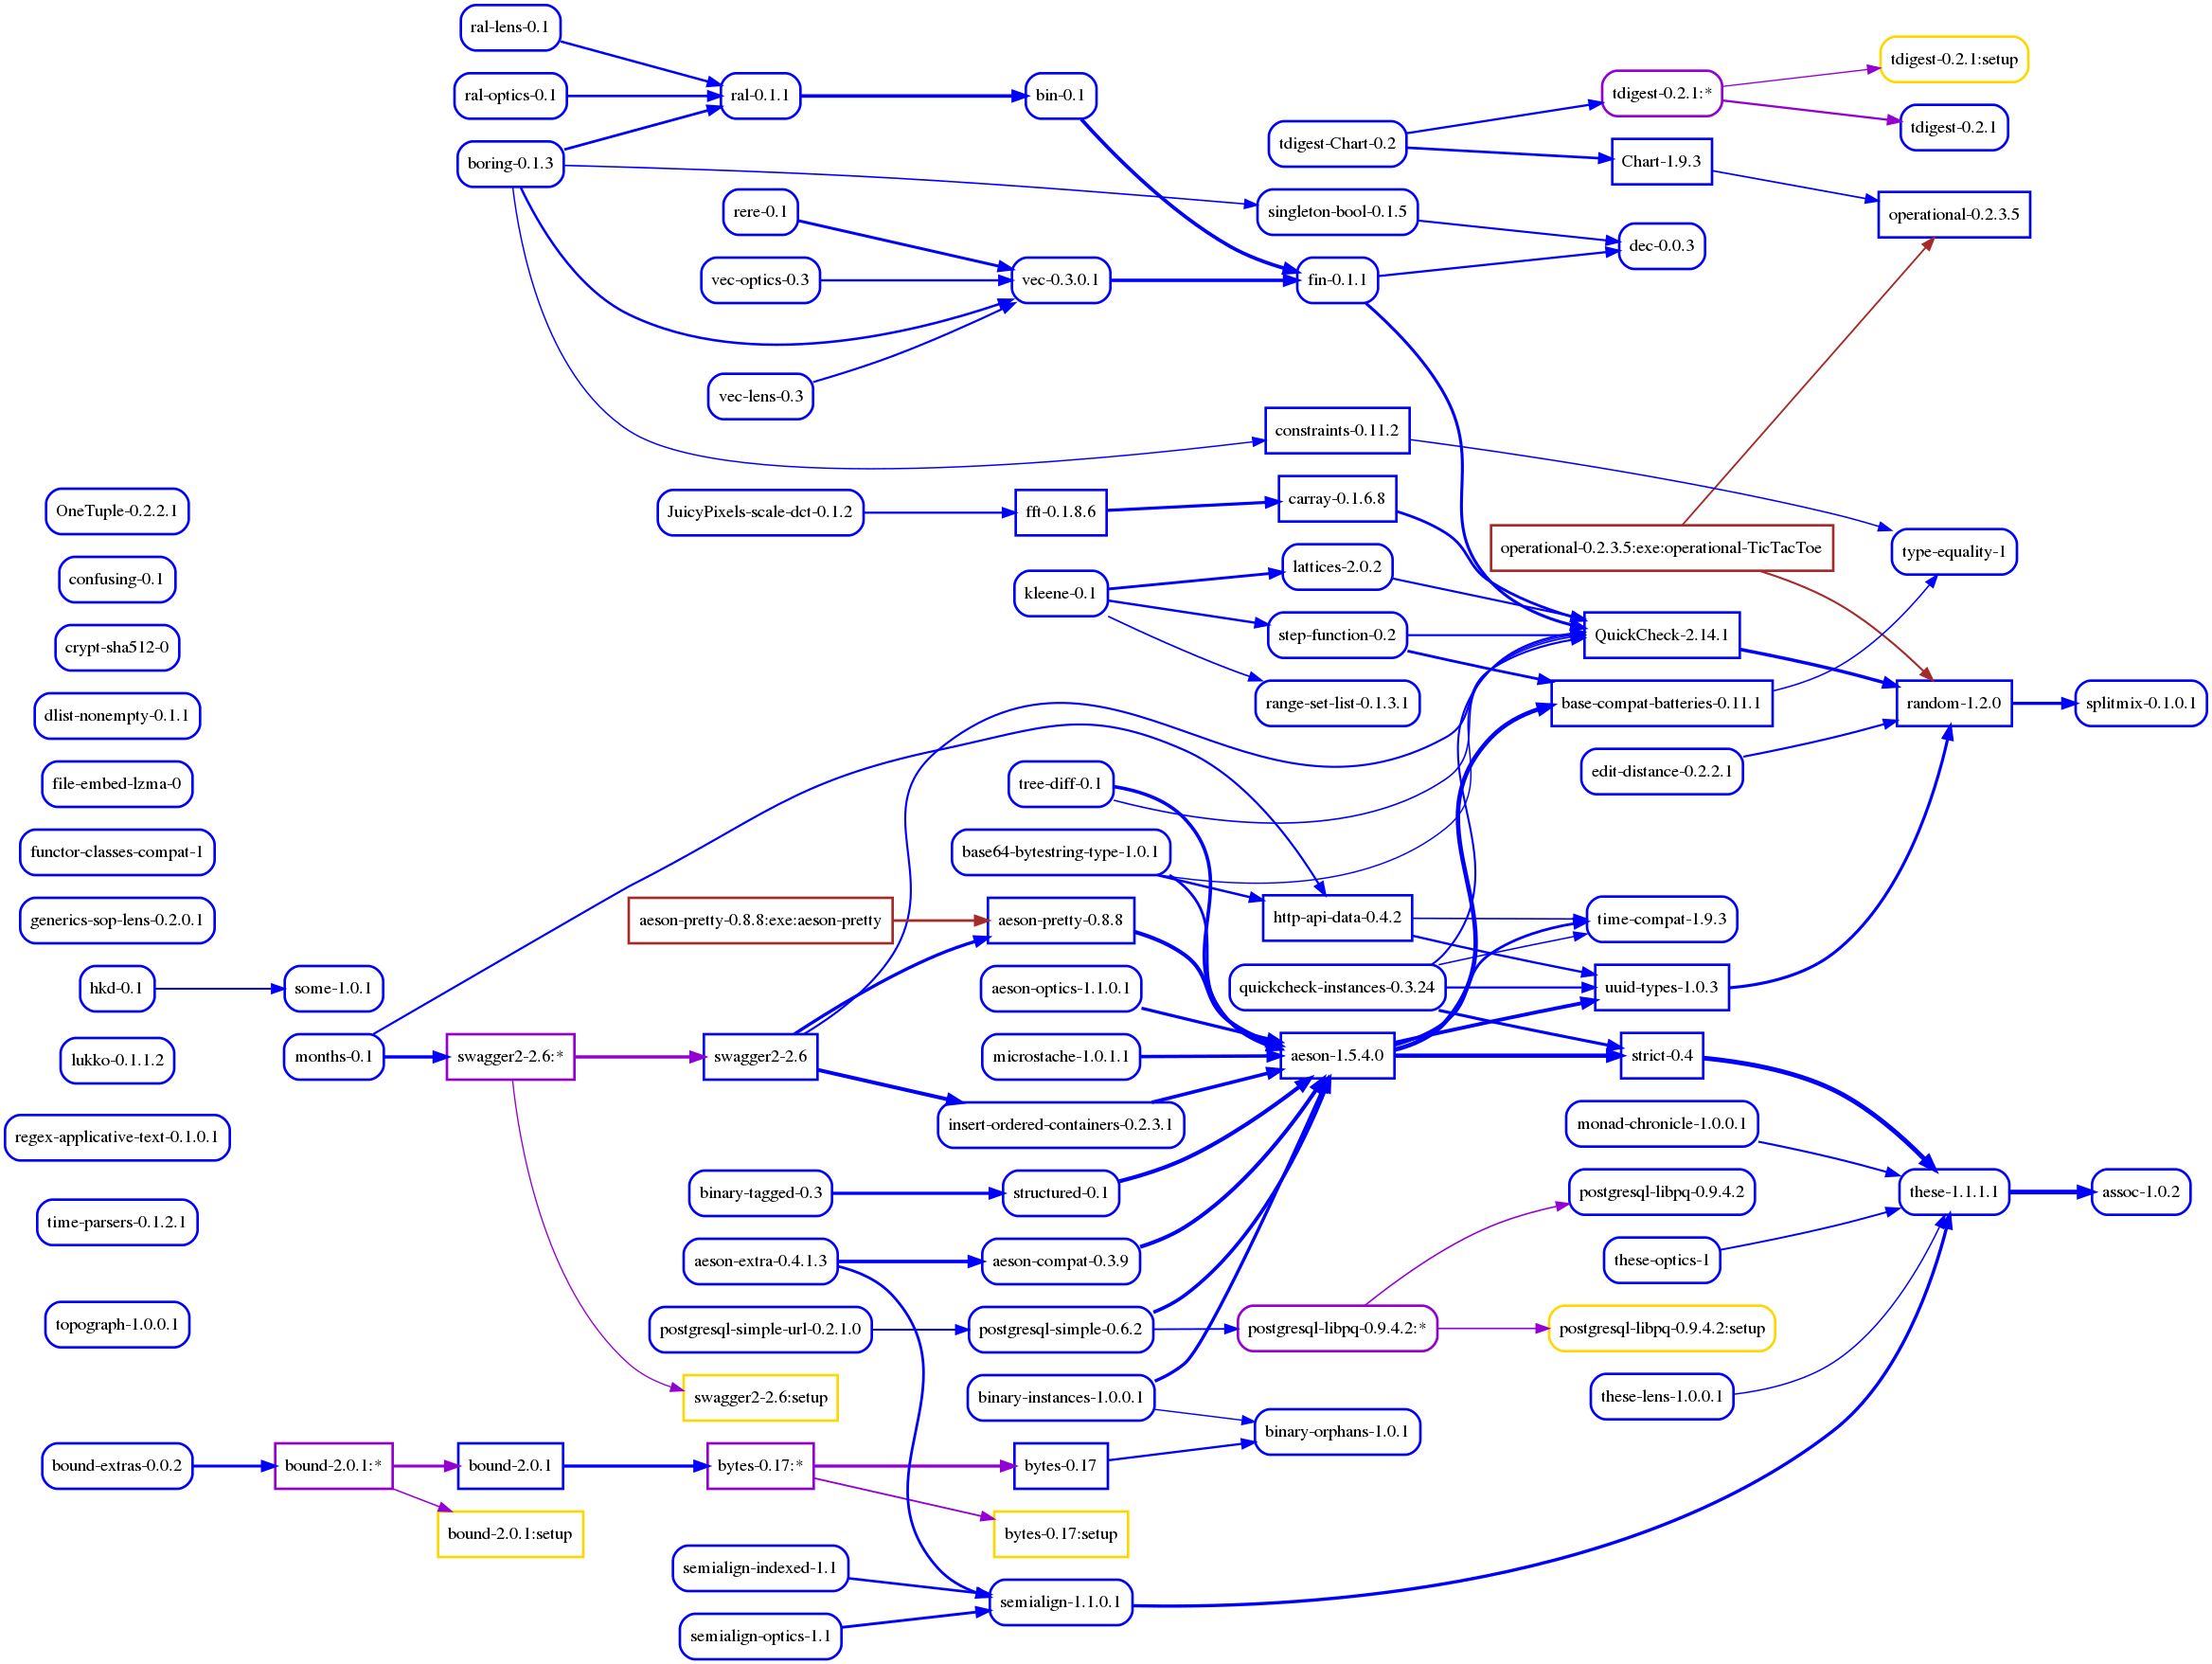 ral-lens-0.1
tdigest-0.2.1:setup
ral-optics-0.1
ral-0.1.1
bin-0.1
tdigest-0.2.1:*
tdigest-0.2.1
tdigest-Chart-0.2
boring-0.1.3
Chart-1.9.3
rere-0.1
singleton-bool-0.1.5
operational-0.2.3.5
dec-0.0.3
vec-optics-0.3
vec-0.3.0.1
fin-0.1.1
vec-lens-0.3
constraints-0.11.2
OneTuple-0.2.2.1
JuicyPixels-scale-dct-0.1.2
fft-0.1.8.6
carray-0.1.6.8
operational-0.2.3.5:exe:operational-TicTacToe
type-equality-1
confusing-0.1
kleene-0.1
lattices-2.0.2
crypt-sha512-0
step-function-0.2
QuickCheck-2.14.1
dlist-nonempty-0.1.1
range-set-list-0.1.3.1
base-compat-batteries-0.11.1
random-1.2.0
splitmix-0.1.0.1
file-embed-lzma-0
tree-diff-0.1
edit-distance-0.2.2.1
functor-classes-compat-1
base64-bytestring-type-1.0.1
generics-sop-lens-0.2.0.1
aeson-pretty-0.8.8:exe:aeson-pretty
aeson-pretty-0.8.8
http-api-data-0.4.2
time-compat-1.9.3
hkd-0.1
some-1.0.1
aeson-optics-1.1.0.1
quickcheck-instances-0.3.24
uuid-types-1.0.3
lukko-0.1.1.2
months-0.1
swagger2-2.6:*
swagger2-2.6
microstache-1.0.1.1
aeson-1.5.4.0
strict-0.4
regex-applicative-text-0.1.0.1
insert-ordered-containers-0.2.3.1
monad-chronicle-1.0.0.1
time-parsers-0.1.2.1
binary-tagged-0.3
structured-0.1
postgresql-libpq-0.9.4.2
these-1.1.1.1
assoc-1.0.2
aeson-extra-0.4.1.3
aeson-compat-0.3.9
these-optics-1
topograph-1.0.0.1
postgresql-simple-url-0.2.1.0
postgresql-simple-0.6.2
postgresql-libpq-0.9.4.2:*
postgresql-libpq-0.9.4.2:setup
swagger2-2.6:setup
binary-instances-1.0.0.1
these-lens-1.0.0.1
binary-orphans-1.0.1
bound-extras-0.0.2
bound-2.0.1:*
bound-2.0.1
bytes-0.17:*
bytes-0.17
bound-2.0.1:setup
bytes-0.17:setup
semialign-indexed-1.1
semialign-1.1.0.1
semialign-optics-1.1